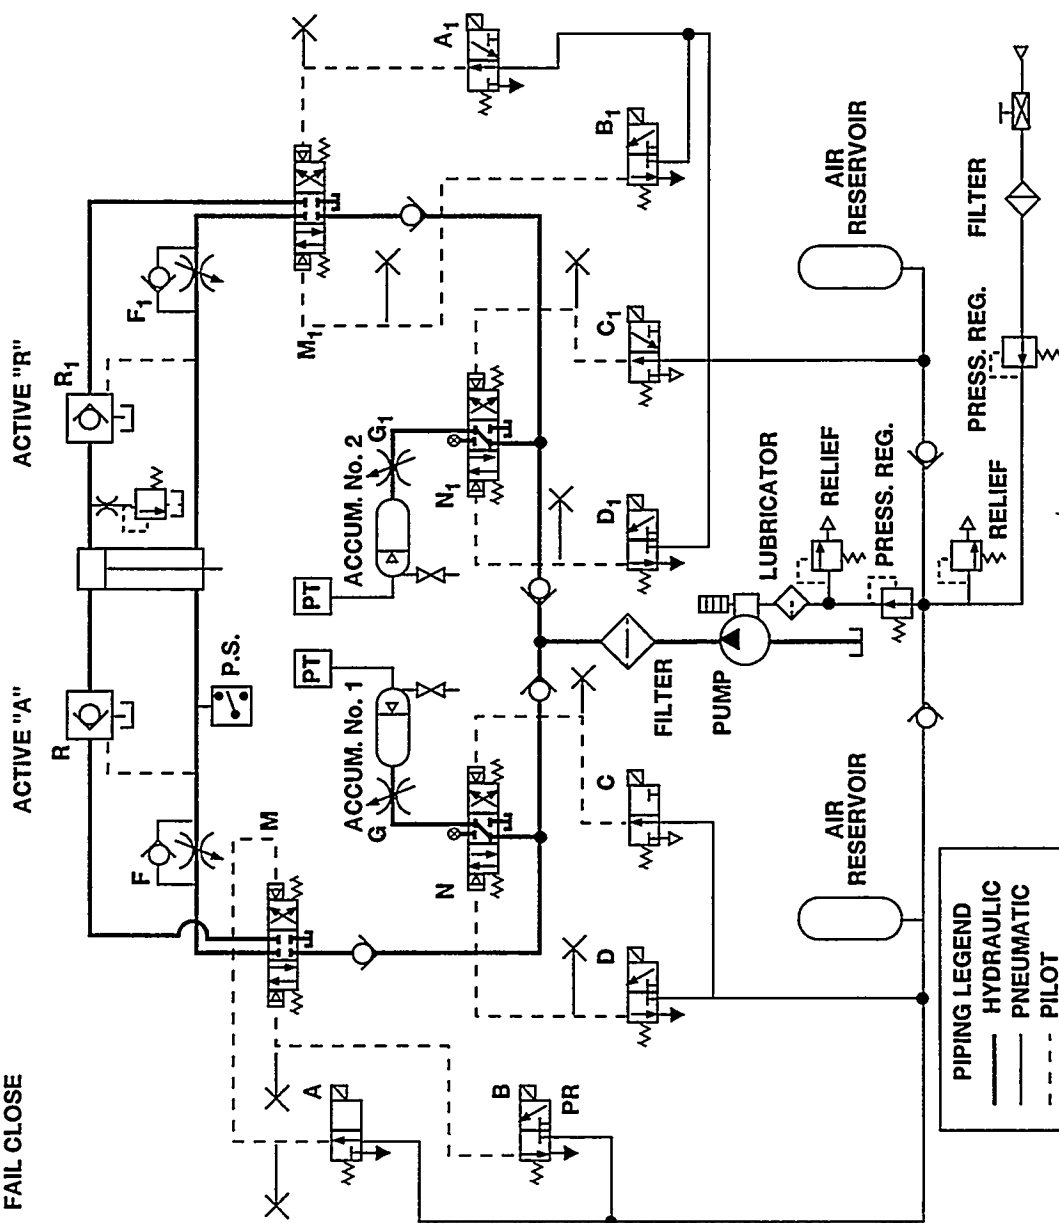 FAIL CLOSE
ACTIVE "A"
ACTIVE "R"
R
R1
F
F1
P.S.
M
M1
A
A1
B
PR
B1
PT
PT
ACCUM. No. 1
ACCUM. No. 2
G
G1
N
N1
C
C1
D
D1
FILTER
PUMP
LUBRICATOR
RELIEF
PRESS. REG.
RELIEF
AIR
RESERVOIR
AIR
RESERVOIR
PRESS. REG.
FILTER
PIPING LEGEND
HYDRAULIC
PNEUMATIC
PILOT